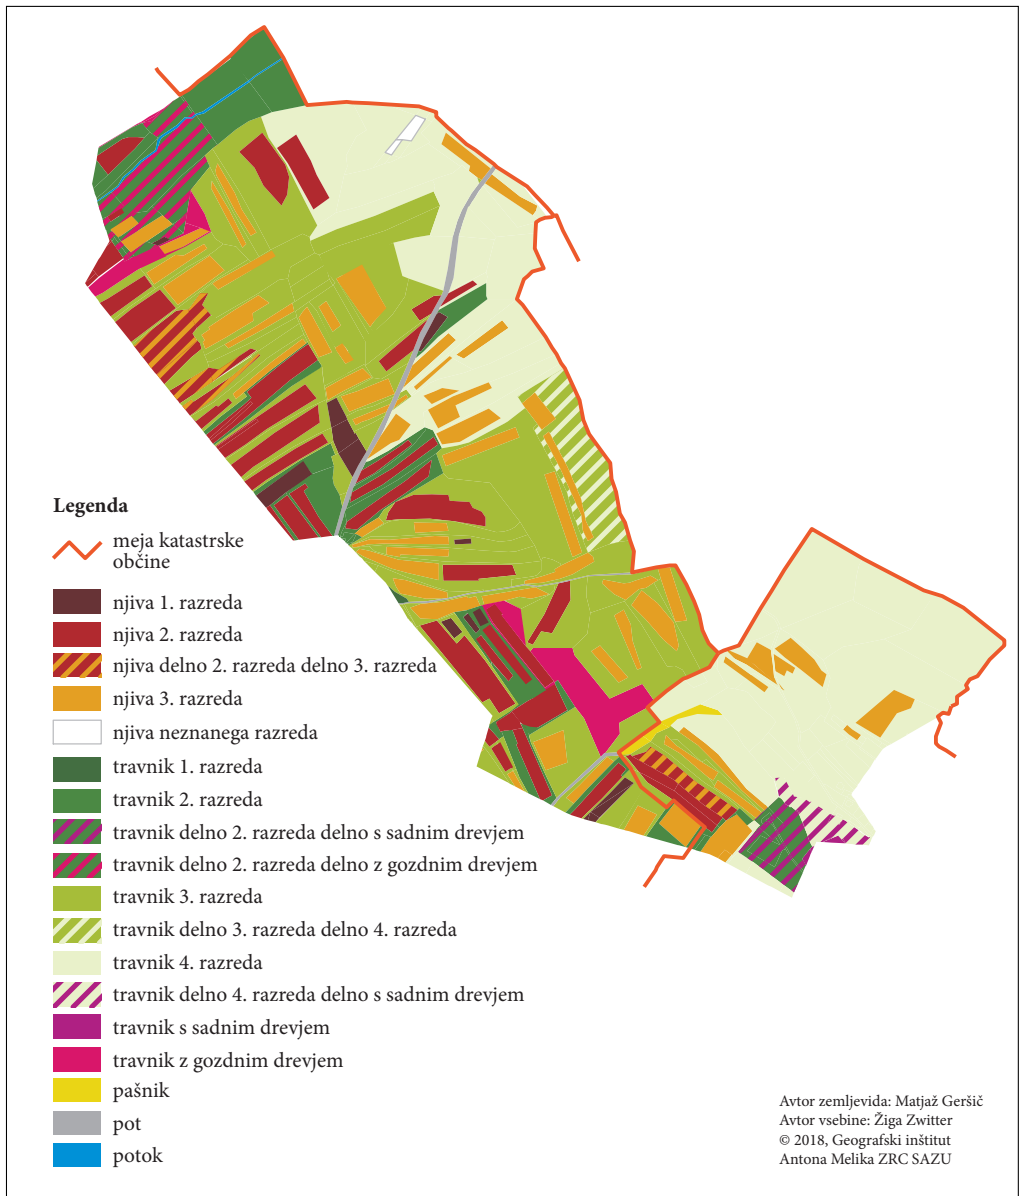 Legenda
meja katastrske
občine
njiva 1. razreda
njiva 2. razreda
njiva delno 2. razreda delno 3. razreda
njiva 3. razreda
njiva neznanega razreda
travnik 1. razreda
travnik 2. razreda
travnik delno 2. razreda delno s sadnim drevjem
travnik delno 2. razreda delno z gozdnim drevjem
travnik 3. razreda
travnik delno 3. razreda delno 4. razreda
travnik 4. razreda
travnik delno 4. razreda delno s sadnim drevjem
travnik s sadnim drevjem
travnik z gozdnim drevjem
pašnik
pot
potok
Avtor zemljevida: Matjaž Geršič
Avtor vsebine: Žiga Zwitter
© 2018, Geografski inštitut
Antona Melika ZRC SAZU